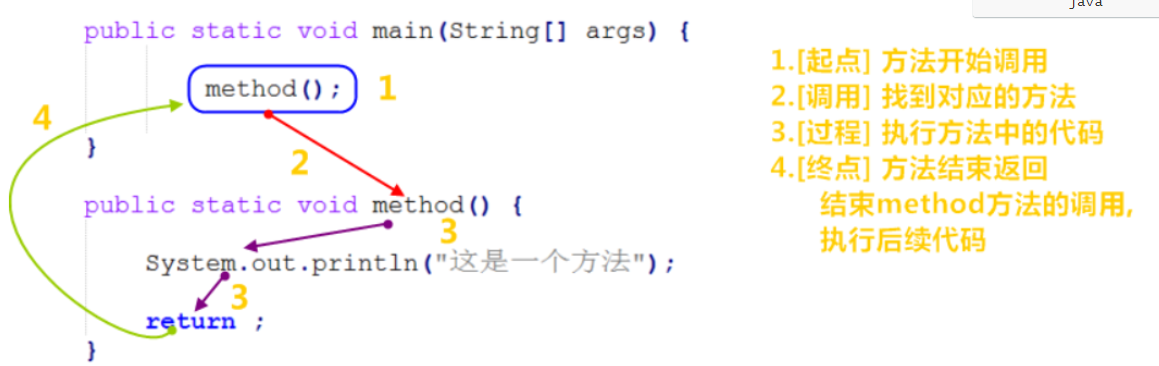 java
public static void main(String[] args) {
method(); 1
4
2
}
public static void method() {
3
System.out.println("这是一个方法");
3
return ;
}
1.[起点] 方法开始调用
2.[调用] 找到对应的方法
3.[过程] 执行方法中的代码
4.[终点] 方法结束返回
结束method方法的调用,
执行后续代码